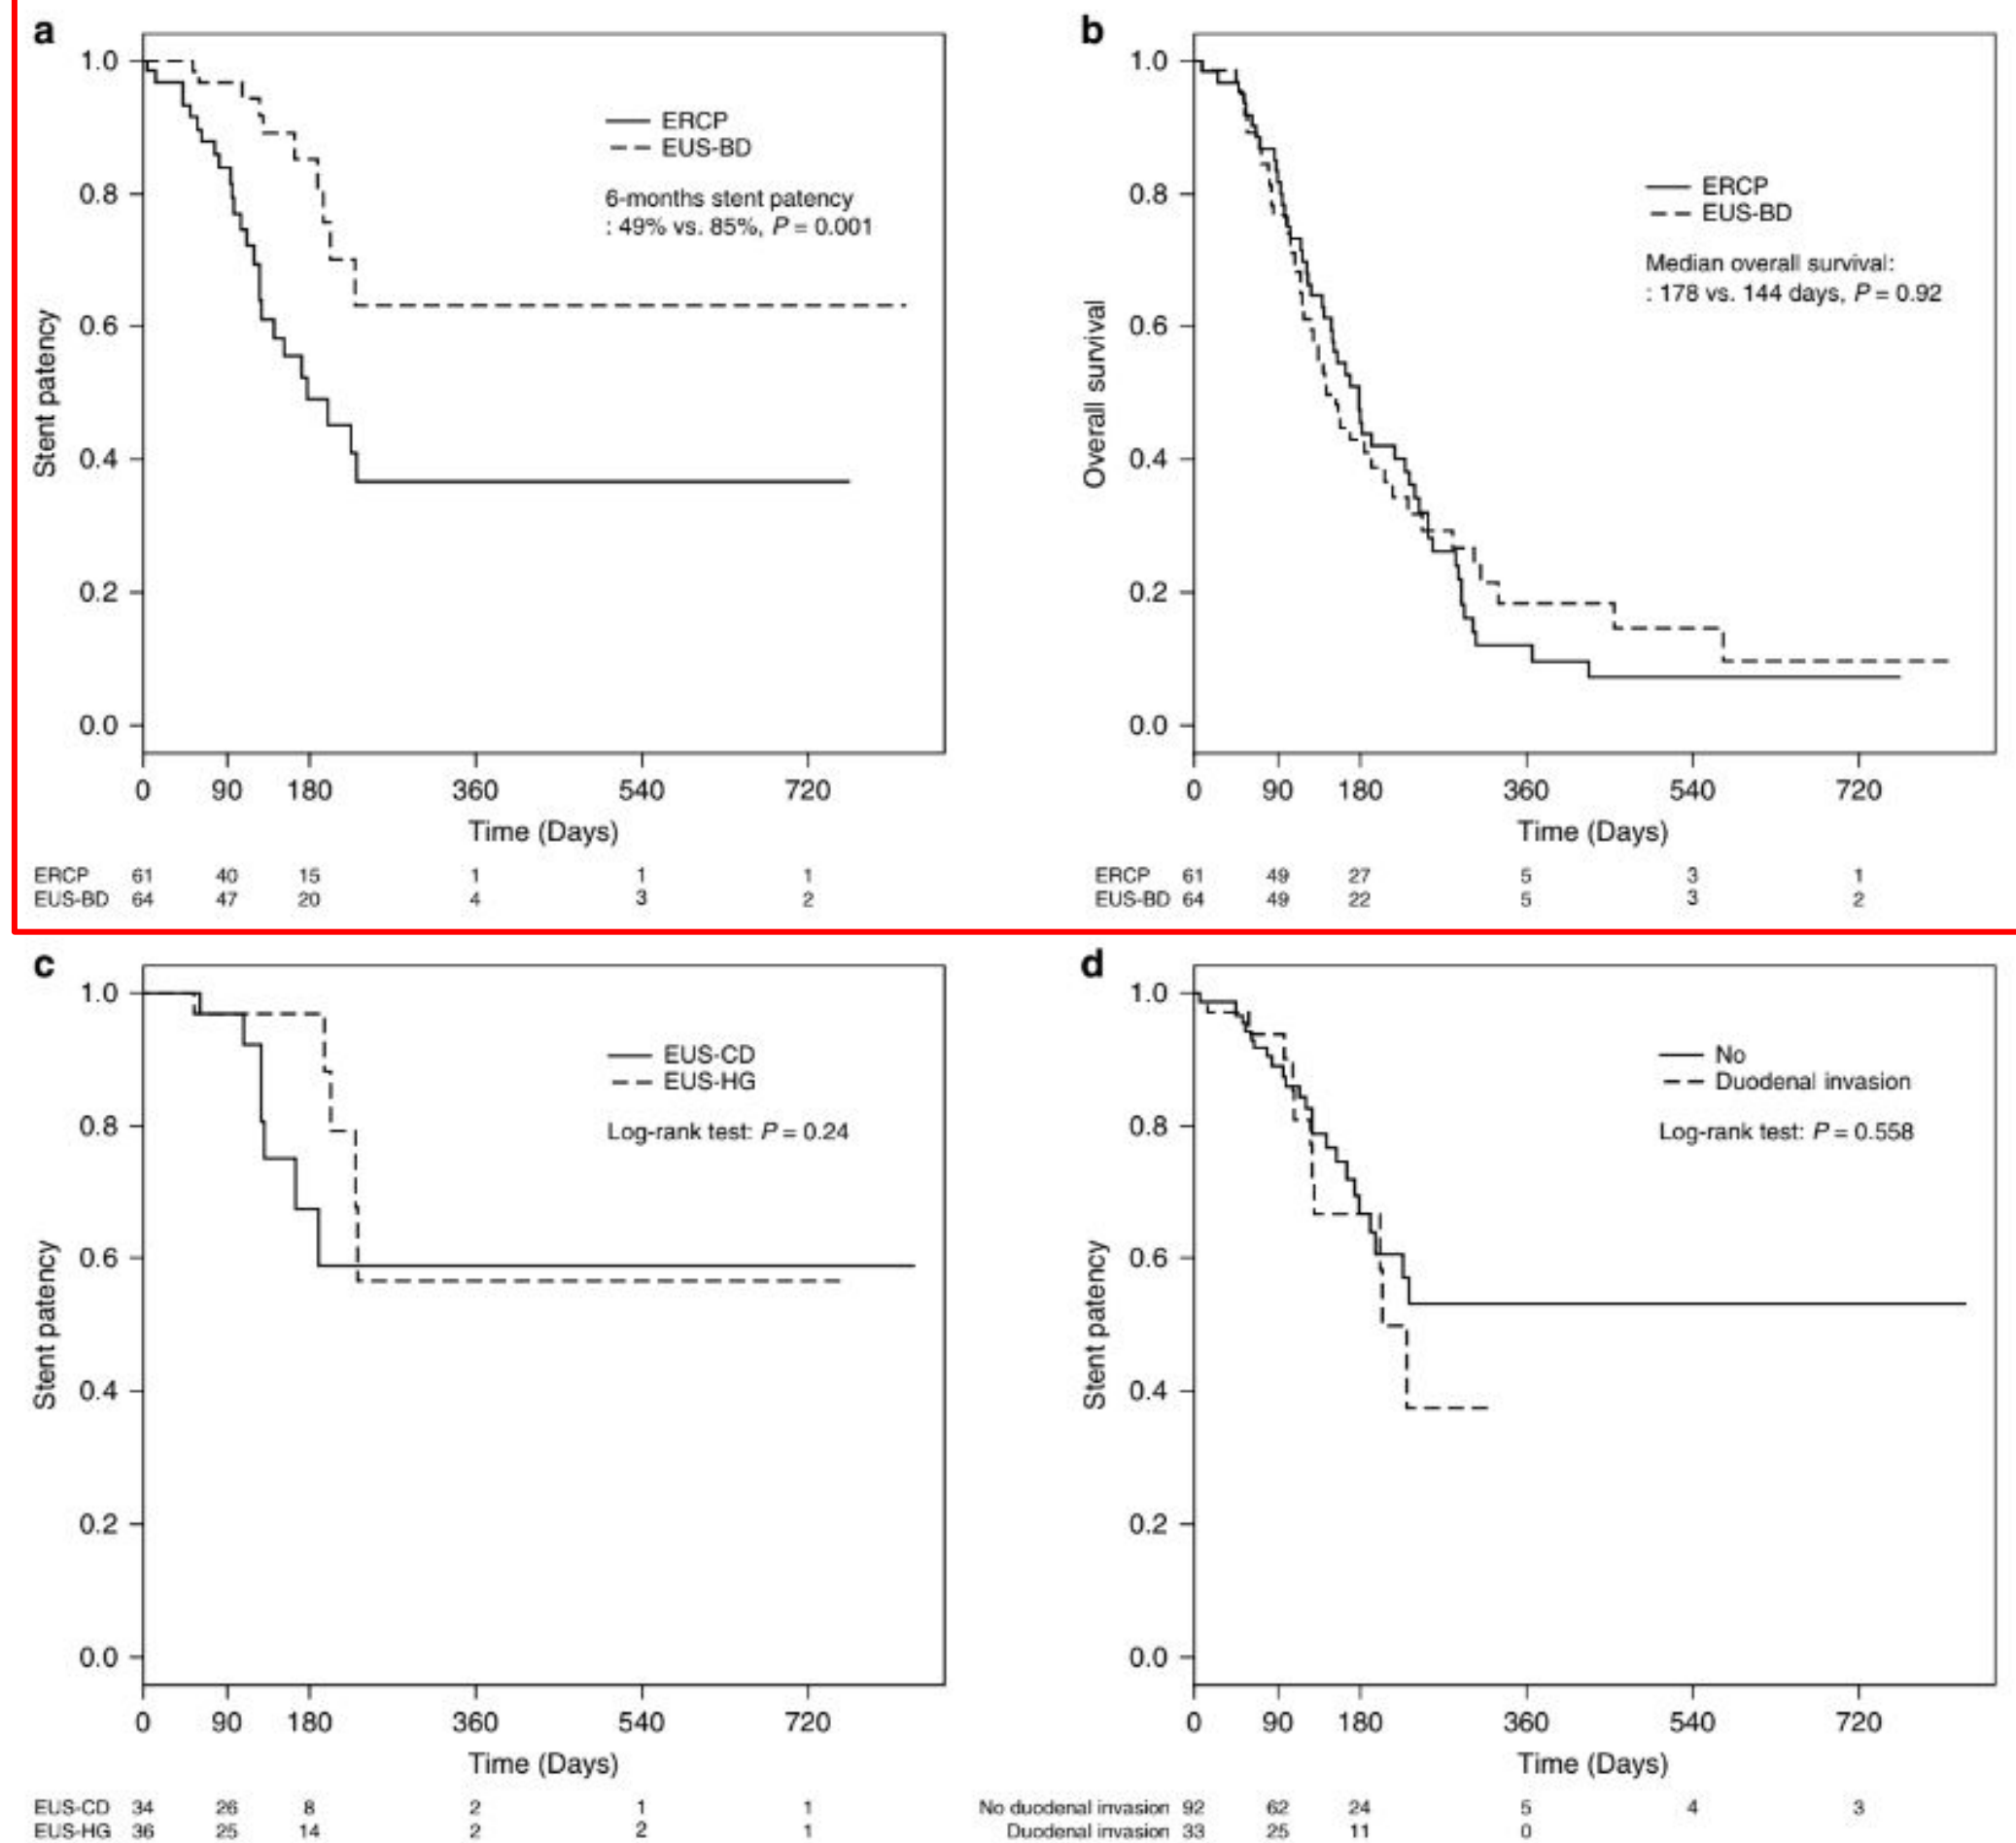 a
1.0
0.8
0.6
0.4
0.2
0.0
Stent patency
ERCP
EUS-BD
6-months stent patency
: 49% vs. 85%, P = 0.001
0 90 180 360 540 720
Time (Days)
ERCP 61 40 15 1 1 1
EUS-BD 64 47 20 4 3 2
b
1.0
0.8
0.6
0.4
0.2
0.0
Overall survival
ERCP
EUS-BD
Median overall survival:
: 178 vs. 144 days, P = 0.92
0 90 180 360 540 720
Time (Days)
ERCP 61 49 27 5 3 1
EUS-BD 64 49 22 5 3 2
c
1.0
0.8
0.6
0.4
0.2
0.0
Stent patency
EUS-CD
EUS-HG
Log-rank test: P = 0.24
0 90 180 360 540 720
Time (Days)
EUS-CD 34 26 8 2 1 1
EUS-HG 36 25 14 2 2 1
d
1.0
0.8
0.6
0.4
0.2
0.0
Stent patency
No
Duodenal invasion
Log-rank test: P = 0.558
0 90 180 360 540 720
Time (Days)
No duodenal invasion 92 62 24 5 4 3
Duodenal invasion 33 25 11 0